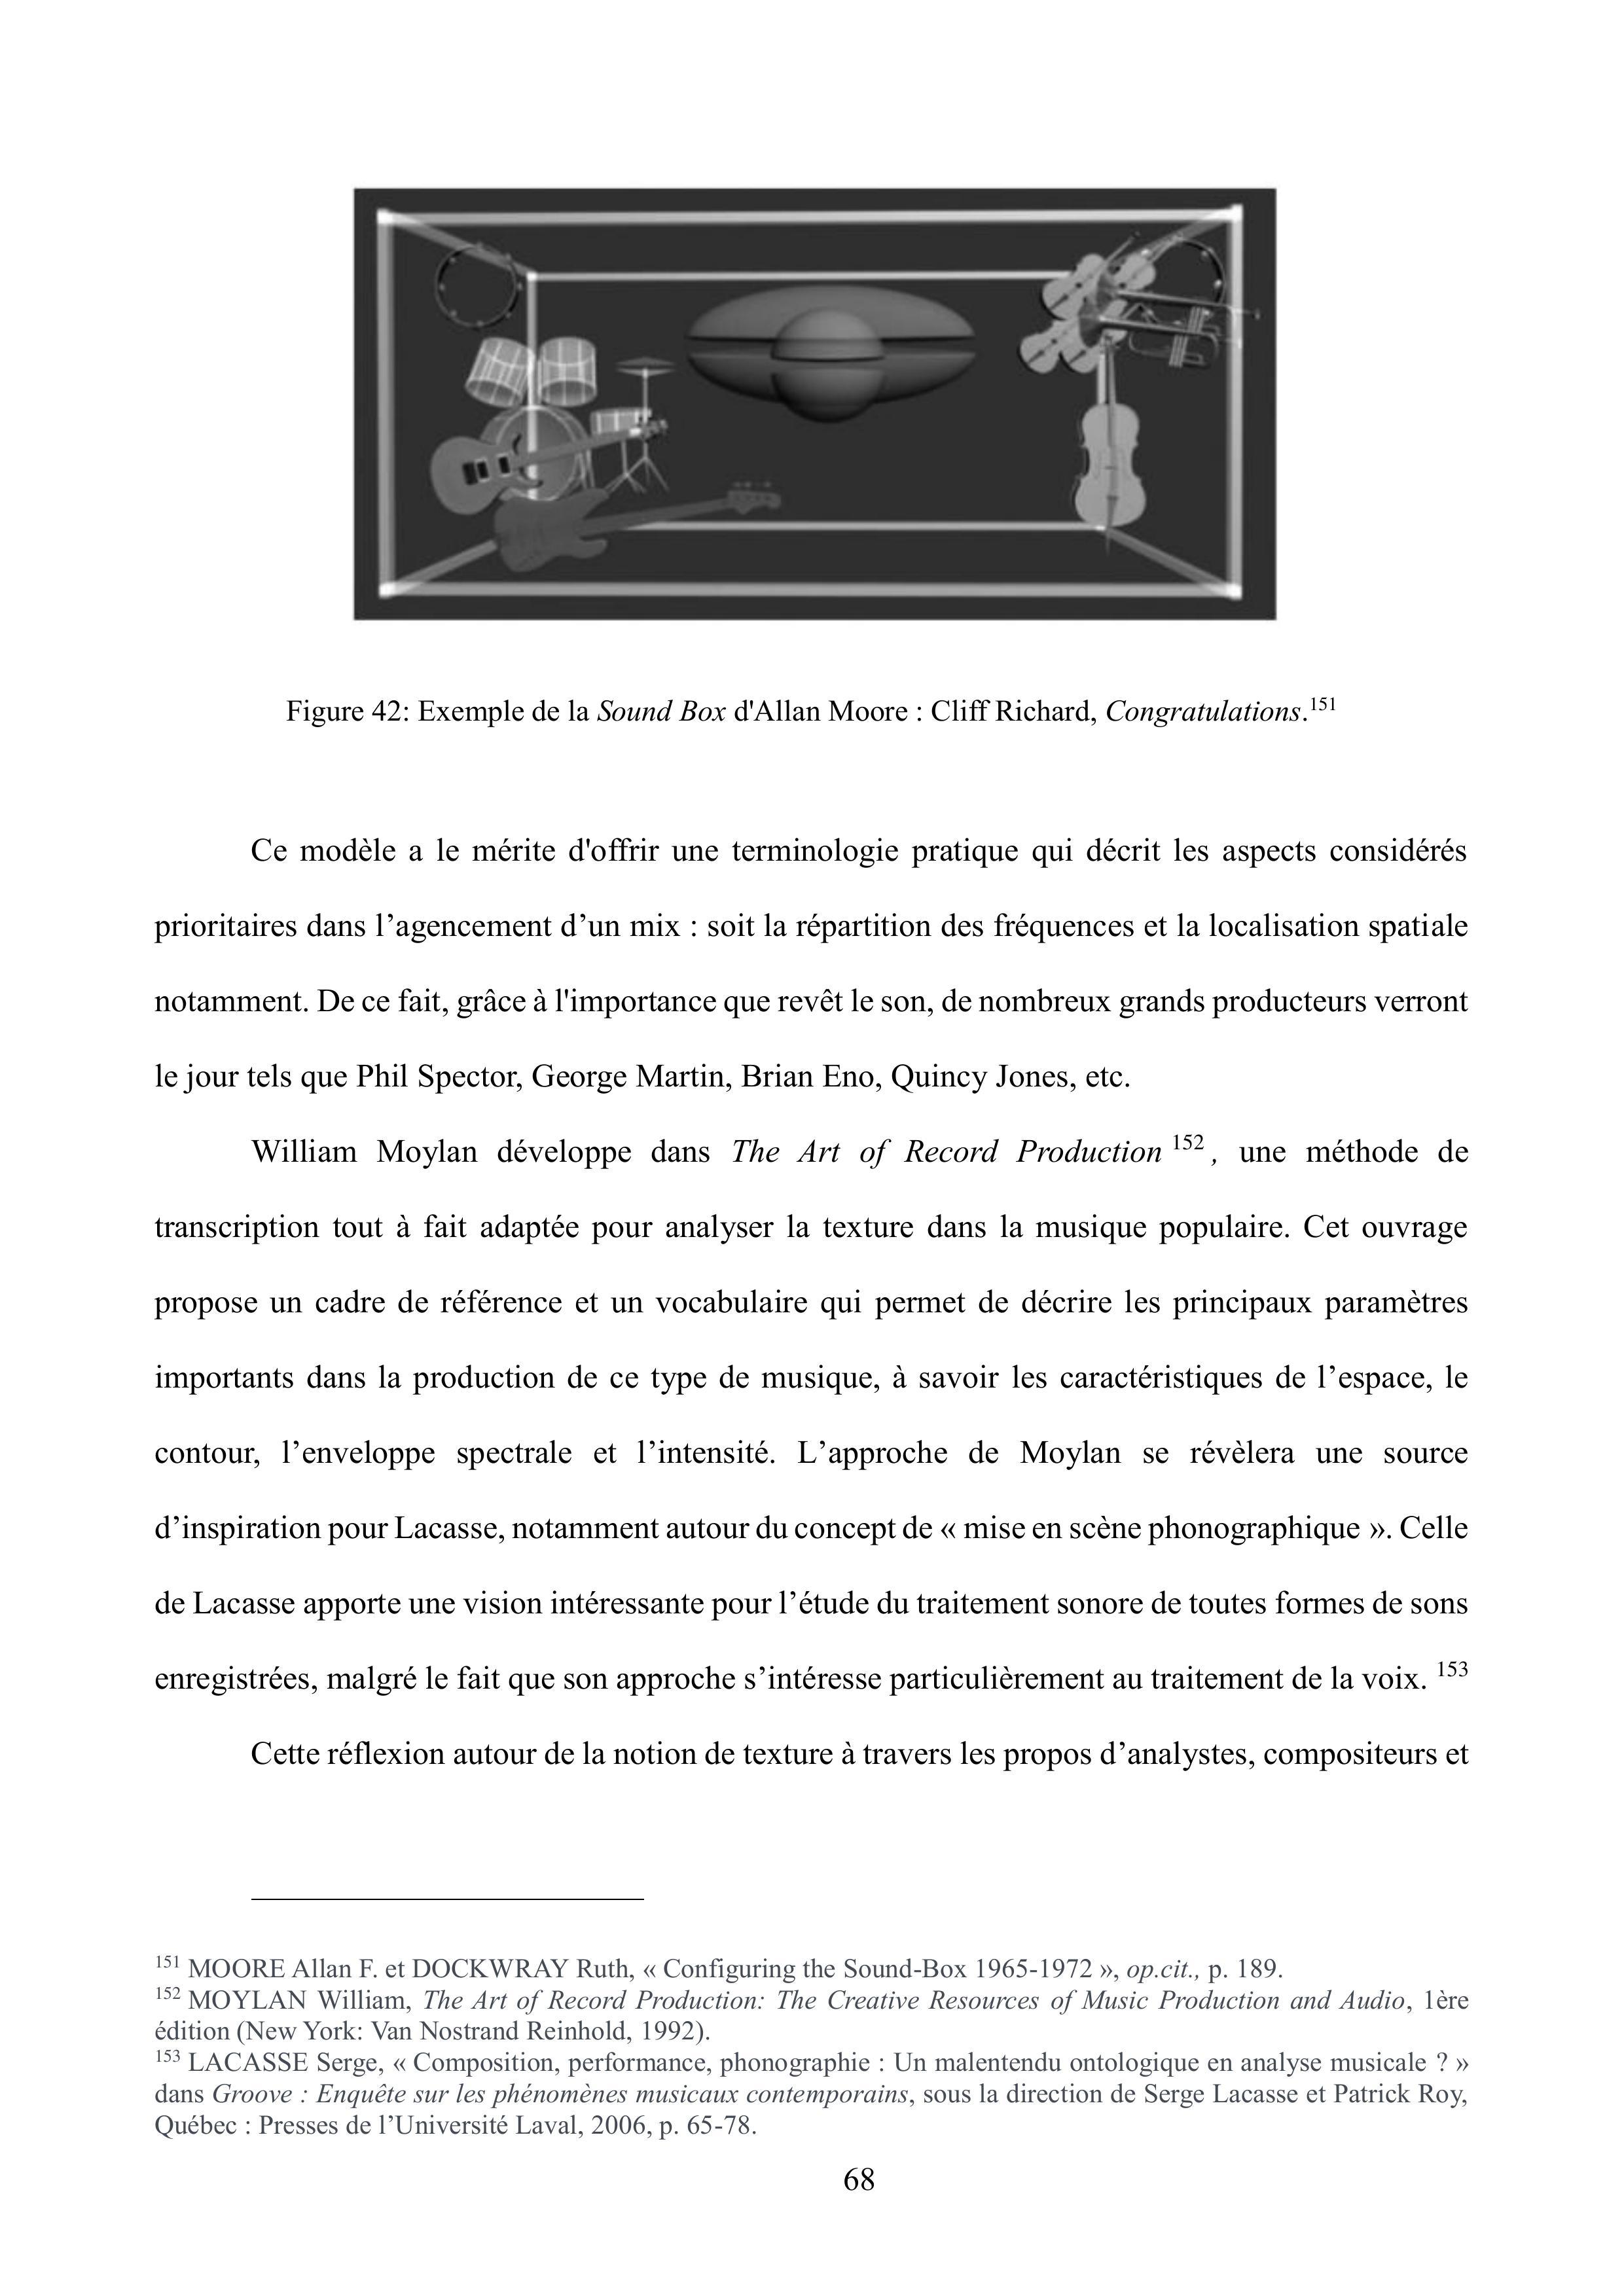 Figure 42: Exemple de la Sound Box d'Allan Moore : Cliff Richard, Congratulations.151
Ce modèle a le mérite d'offrir une terminologie pratique qui décrit les aspects considérés
prioritaires dans l’agencement d’un mix : soit la répartition des fréquences et la localisation spatiale
notamment. De ce fait, grâce à l'importance que revêt le son, de nombreux grands producteurs verront
le jour tels que Phil Spector, George Martin, Brian Eno, Quincy Jones, etc.
William Moylan développe dans The Art of Record Production 152 , une méthode de
transcription tout à fait adaptée pour analyser la texture dans la musique populaire. Cet ouvrage
propose un cadre de référence et un vocabulaire qui permet de décrire les principaux paramètres
importants dans la production de ce type de musique, à savoir les caractéristiques de l’espace, le
contour, l’enveloppe spectrale et l’intensité. L’approche de Moylan se révèlera une source
d’inspiration pour Lacasse, notamment autour du concept de « mise en scène phonographique ». Celle
de Lacasse apporte une vision intéressante pour l’étude du traitement sonore de toutes formes de sons
enregistrées, malgré le fait que son approche s’intéresse particulièrement au traitement de la voix. 153
Cette réflexion autour de la notion de texture à travers les propos d’analystes, compositeurs et
151 MOORE Allan F. et DOCKWRAY Ruth, « Configuring the Sound-Box 1965-1972 », op.cit., p. 189.
152 MOYLAN William, The Art of Record Production: The Creative Resources of Music Production and Audio, 1ère
édition (New York: Van Nostrand Reinhold, 1992).
153 LACASSE Serge, « Composition, performance, phonographie : Un malentendu ontologique en analyse musicale ? »
dans Groove : Enquête sur les phénomènes musicaux contemporains, sous la direction de Serge Lacasse et Patrick Roy,
Québec : Presses de l’Université Laval, 2006, p. 65-78.
68